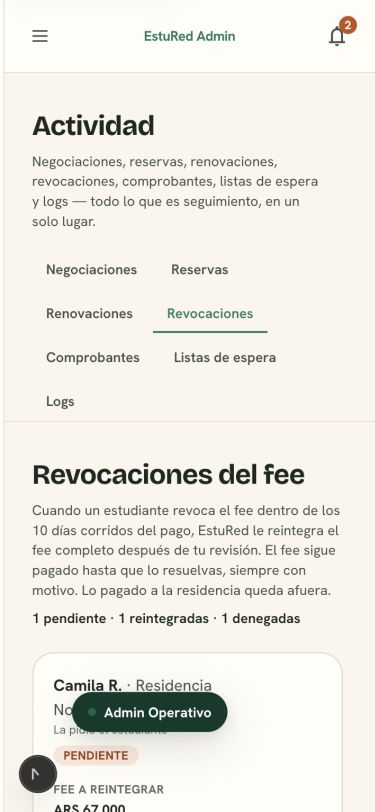 EstuRed Admin
2
Actividad
Negociaciones, reservas, renovaciones,
revocaciones, comprobantes, listas de espera
y logs — todo lo que es seguimiento, en un
solo lugar.
Negociaciones Reservas
Renovaciones Revocaciones
Comprobantes Listas de espera
Logs
Revocaciones del fee
Cuando un estudiante revoca el fee dentro de los
10 días corridos del pago, EstuRed le reintegra el
fee completo después de tu revisión. El fee sigue
pagado hasta que lo resuelvas, siempre con
motivo. Lo pagado a la residencia queda afuera.
1 pendiente · 1 reintegradas · 1 denegadas
Camila R. · Residencia
Admin Operativo
PENDIENTE
FEE A REINTEGRAR
ARS 67.000